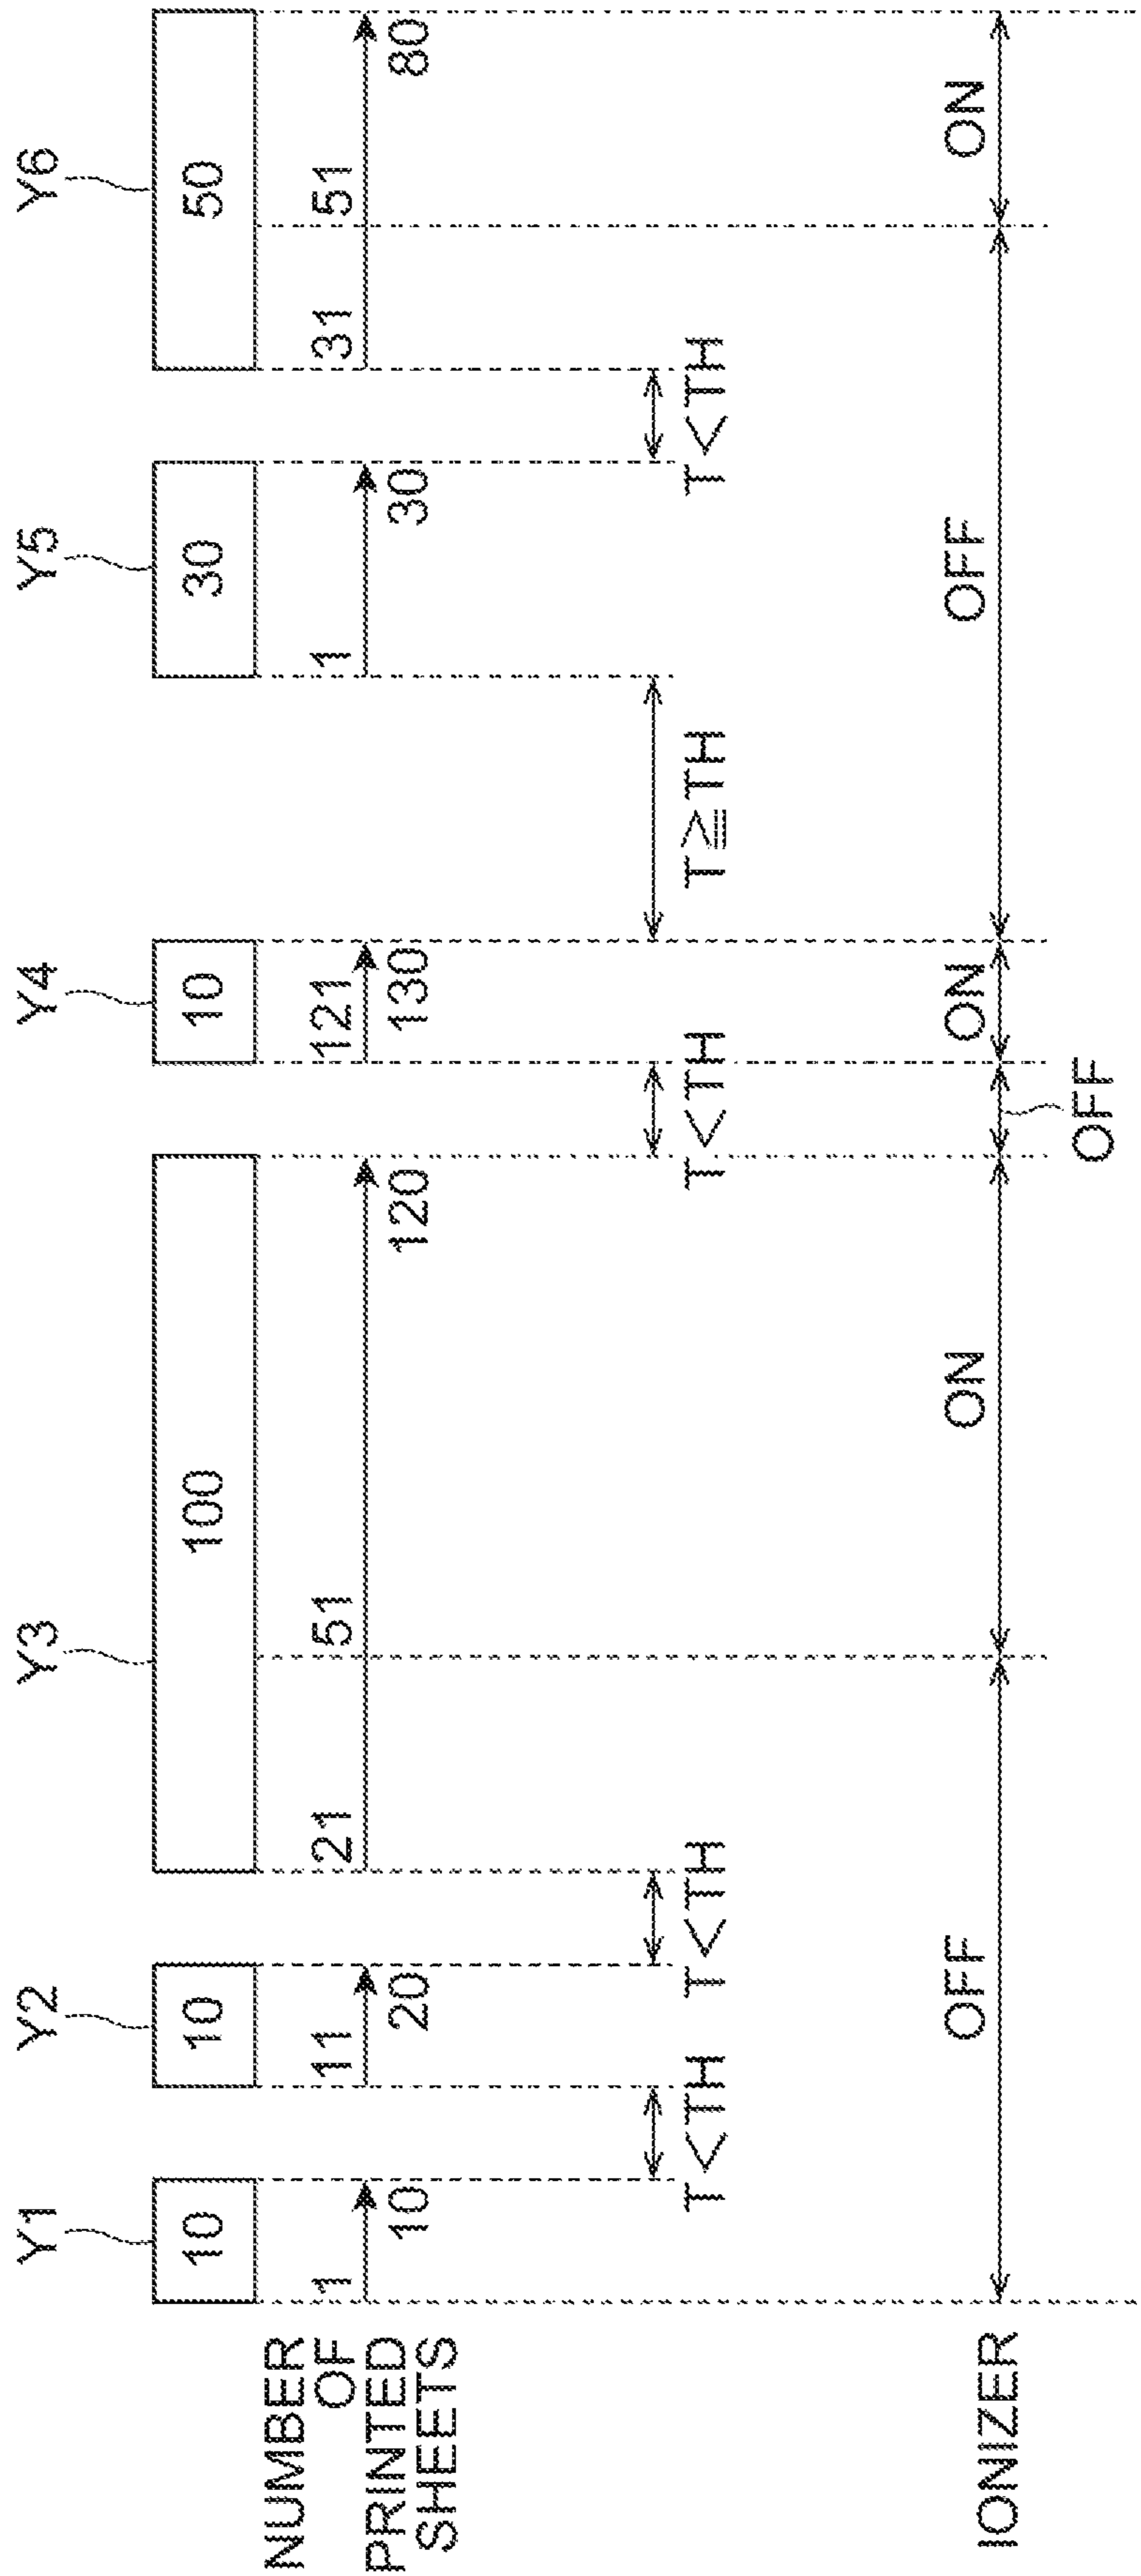 Y1 Y2 Y3 Y4 Y5 Y6
10 10 100 10 30 50
NUMBER
OF
PRINTED
SHEETS
1 11 21 51 121 1 31 51
10 20 120 130 30 80
T<TH T<TH T<TH T≧TH T<TH
IONIZER
OFF ON ON OFF ON
OFF